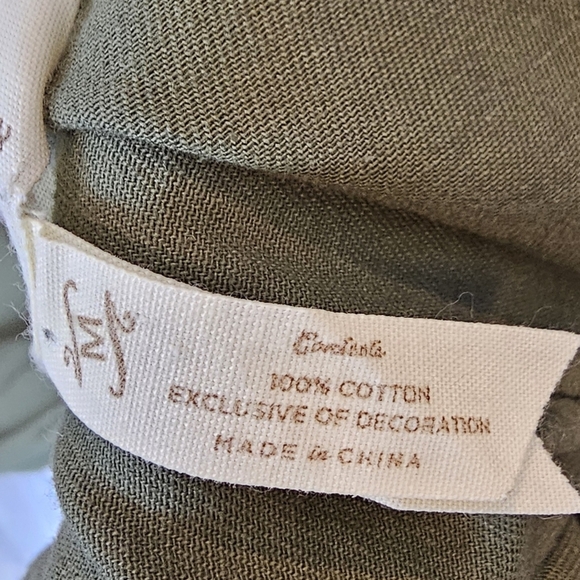 M
Contents
100% COTTON
EXCLUSIVE OF DECORATION
MADE in CHINA